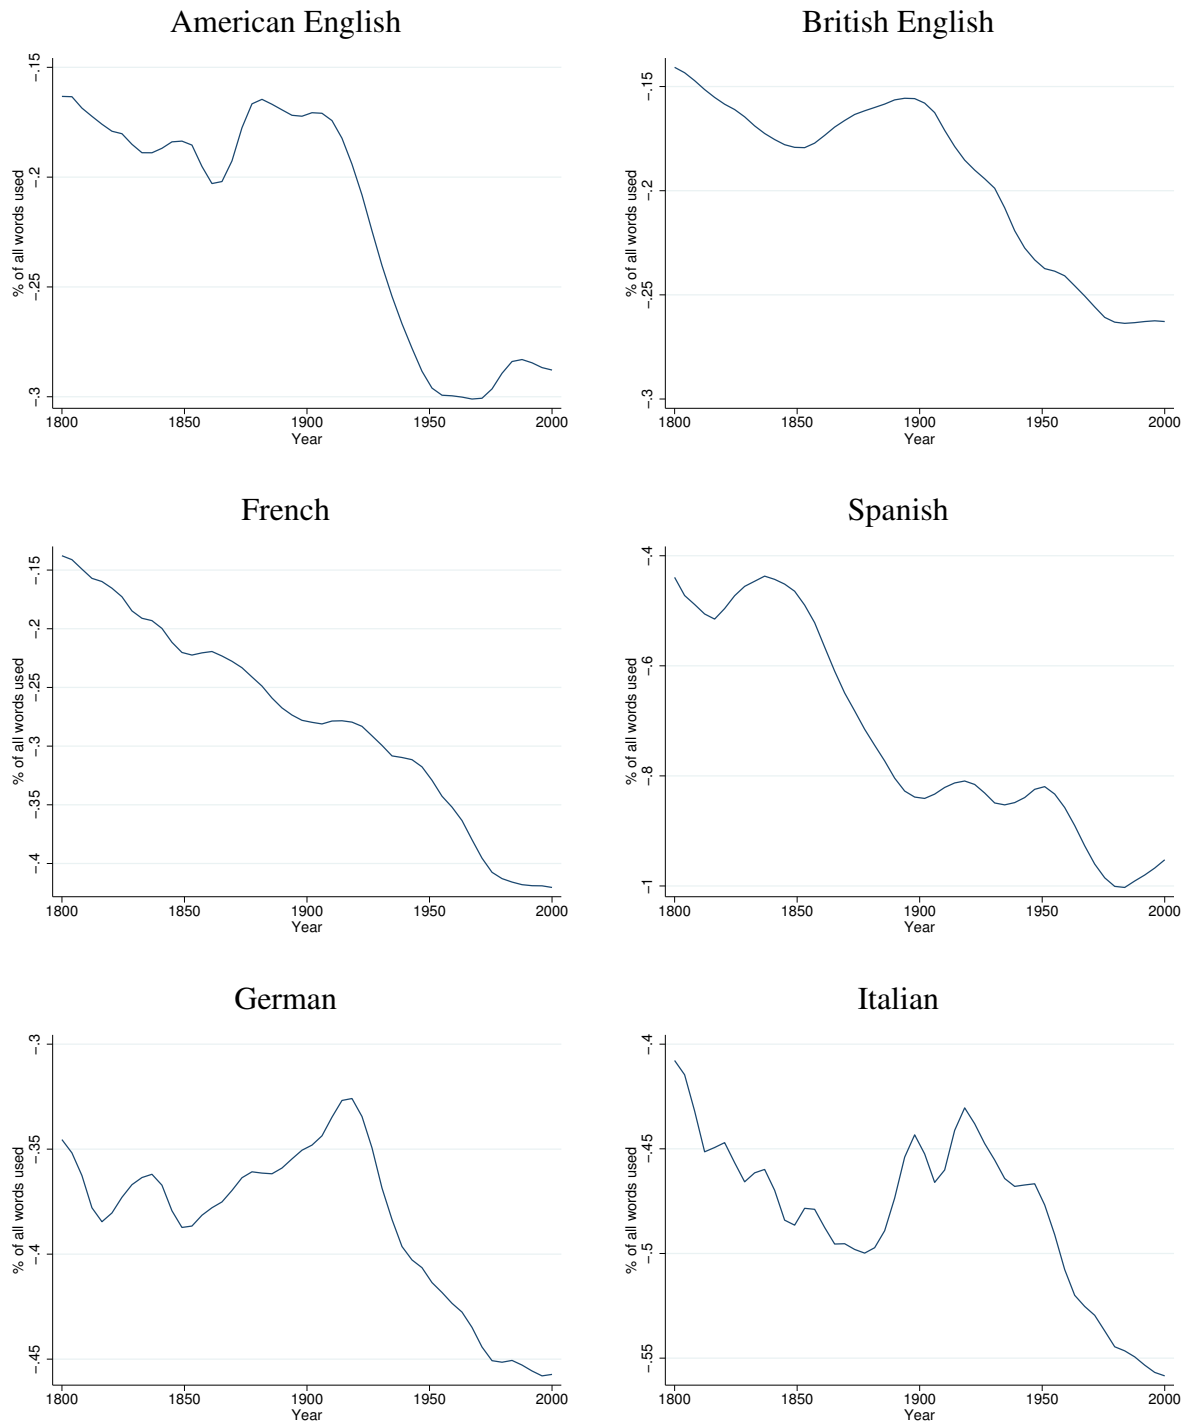 American English
-.15
-.2
-.25
-.3
% of all words used
1800 1850 1900 1950 2000
Year
British English
-.15
-.2
-.25
-.3
% of all words used
1800 1850 1900 1950 2000
Year
French
-.15
-.2
-.25
-.3
-.35
-.4
% of all words used
1800 1850 1900 1950 2000
Year
Spanish
-.4
-.6
-.8
-1
% of all words used
1800 1850 1900 1950 2000
Year
German
-.3
-.35
-.4
-.45
% of all words used
1800 1850 1900 1950 2000
Year
Italian
-.4
-.45
-.5
-.55
% of all words used
1800 1850 1900 1950 2000
Year